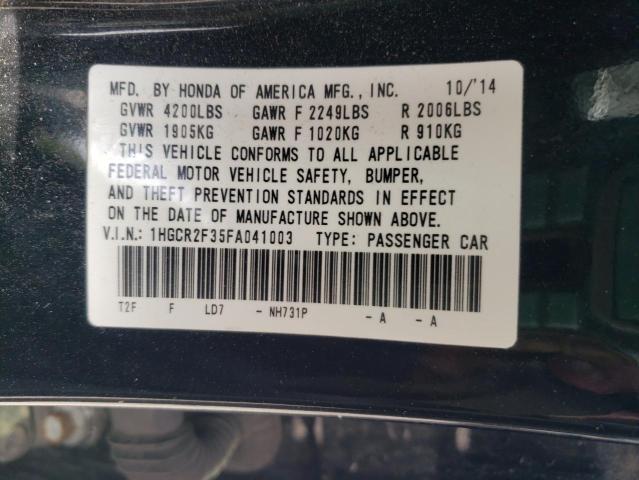 MFD. BY HONDA OF AMERICA MFG., INC. 10/'14
GVWR 4200LBS GAWR F 2249LBS R 2006LBS
GVWR 1905KG GAWR F 1020KG R 910KG
THIS VEHICLE CONFORMS TO ALL APPLICABLE
FEDERAL MOTOR VEHICLE SAFETY, BUMPER,
AND THEFT PREVENTION STANDARDS IN EFFECT
ON THE DATE OF MANUFACTURE SHOWN ABOVE.
V.I.N.: 1HGCR2F35FA041003 TYPE: PASSENGER CAR
T2F F LD7 - NH731P - A - A